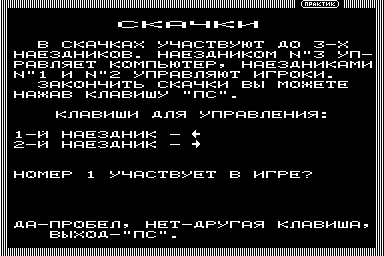 ПРАКТИК
СКАЧКИ
В СКАЧКАХ УЧАСТВУЮТ ДО 3-Х
НАЕЗДНИКОВ. НАЕЗДНИКОМ N°3 УП-
РАВЛЯЕТ КОМПЬЮТЕР, НАЕЗДНИКАМИ
N°1 И N°2 УПРАВЛЯЮТ ИГРОКИ.
ЗАКОНЧИТЬ СКАЧКИ ВЫ МОЖЕТЕ
НАЖАВ КЛАВИШУ "ПС".
КЛАВИШИ ДЛЯ УПРАВЛЕНИЯ:
1-Й НАЕЗДНИК - ←
2-Й НАЕЗДНИК - →
НОМЕР 1 УЧАСТВУЕТ В ИГРЕ?
ДА-ПРОБЕЛ, НЕТ-ДРУГАЯ КЛАВИША,
ВЫХОД-"ПС".